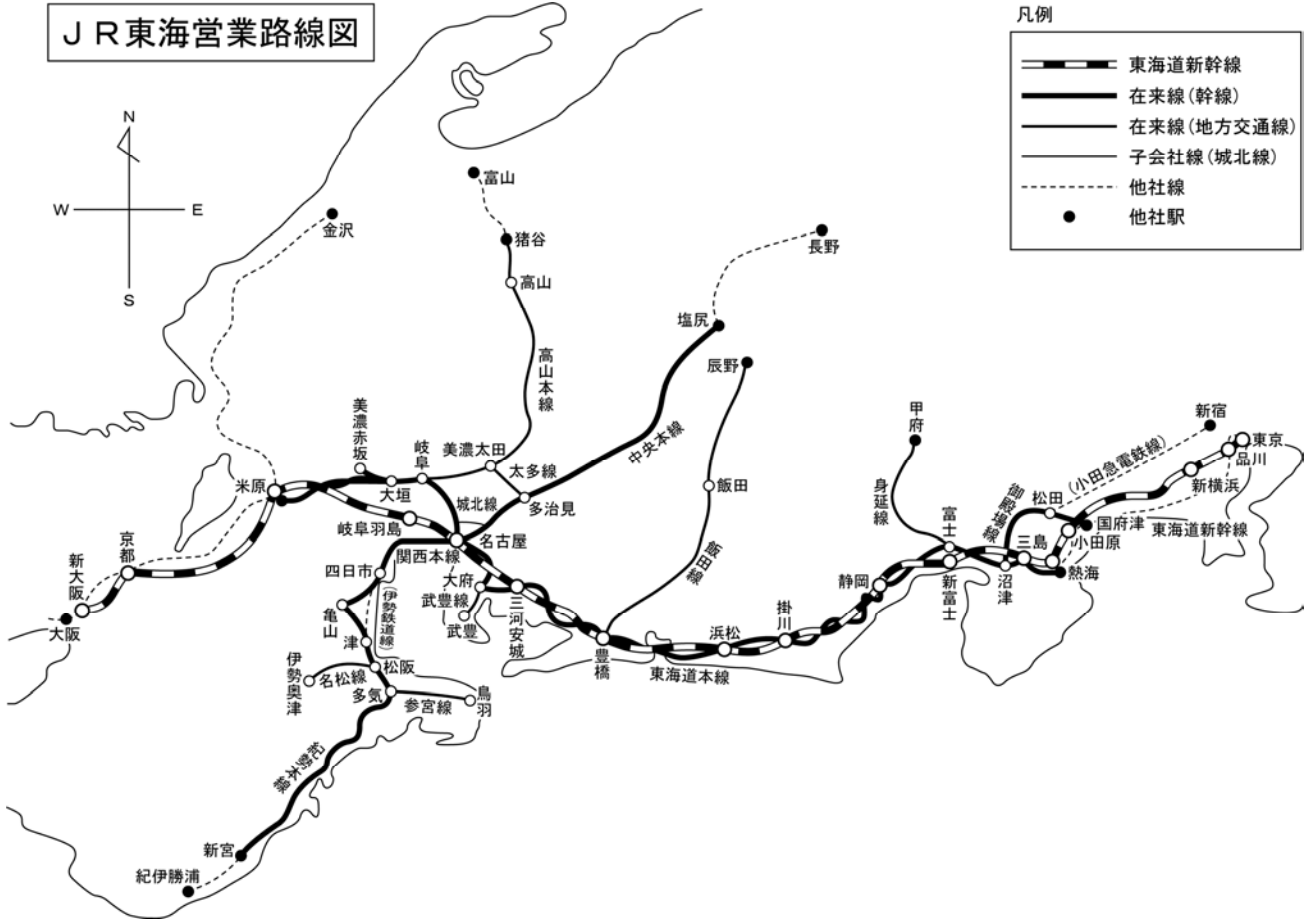 JR東海営業路線図
凡例
東海道新幹線
在来線(幹線)
在来線(地方交通線)
子会社線(城北線)
他社線
他社駅
N
W
E
S
富山
金沢
猪谷
高山
長野
塩尻
辰野
高山本線
美濃赤坂
岐阜
美濃太田
太多線
中央本線
甲府
新宿
東京
品川
(小田急電鉄線)
米原
大垣
城北線
多治見
飯田
身延線
御殿場線
松田
新横浜
国府津
東海道新幹線
岐阜羽島
名古屋
富士
三島
小田原
京都
新大阪
関西本線
四日市
大府
飯田線
静岡
新富士
沼津
熱海
大阪
(伊勢鉄道線)
武豊線
武豊
三河安城
亀山
津
豊橋
浜松
掛川
東海道本線
伊勢奥津
名松線
松阪
多気
参宮線
鳥羽
紀勢本線
新宮
紀伊勝浦